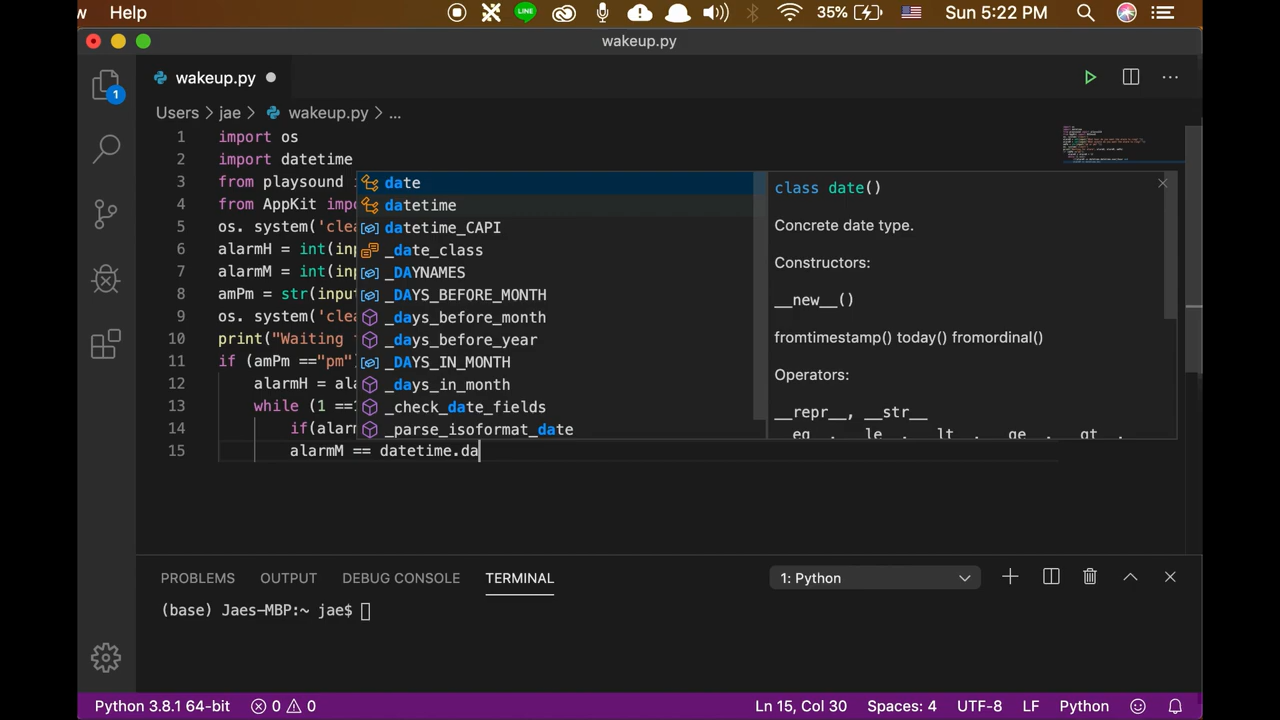 w Help LINE 35% Sun 5:22 PM
wakeup.py
wakeup.py
1
Users > jae > wakeup.py > ...
1 import os
2 import datetime
3 from playsound
4 from AppKit
5 os. system('clea
6 alarmH = int(inp
7 alarmM = int(inp
8 amPm = str(input
9 os. system('clea
10 print("Waiting
11 if (amPm =="pm"
12 alarmH = ala
13 while (1 ==1
14 if(alarm
15 alarmM == datetime.da
date
datetime
datetime_CAPI
_date_class
_DAYNAMES
_DAYS_BEFORE_MONTH
_days_before_month
_days_before_year
_DAYS_IN_MONTH
_days_in_month
_check_date_fields
_parse_isoformat_date
class date()
Concrete date type.
Constructors:
__new__()
fromtimestamp() today() fromordinal()
Operators:
__repr__, __str__
PROBLEMS OUTPUT DEBUG CONSOLE TERMINAL 1: Python
(base) Jaes-MBP:~ jae$
Python 3.8.1 64-bit 0 0 Ln 15, Col 30 Spaces: 4 UTF-8 LF Python